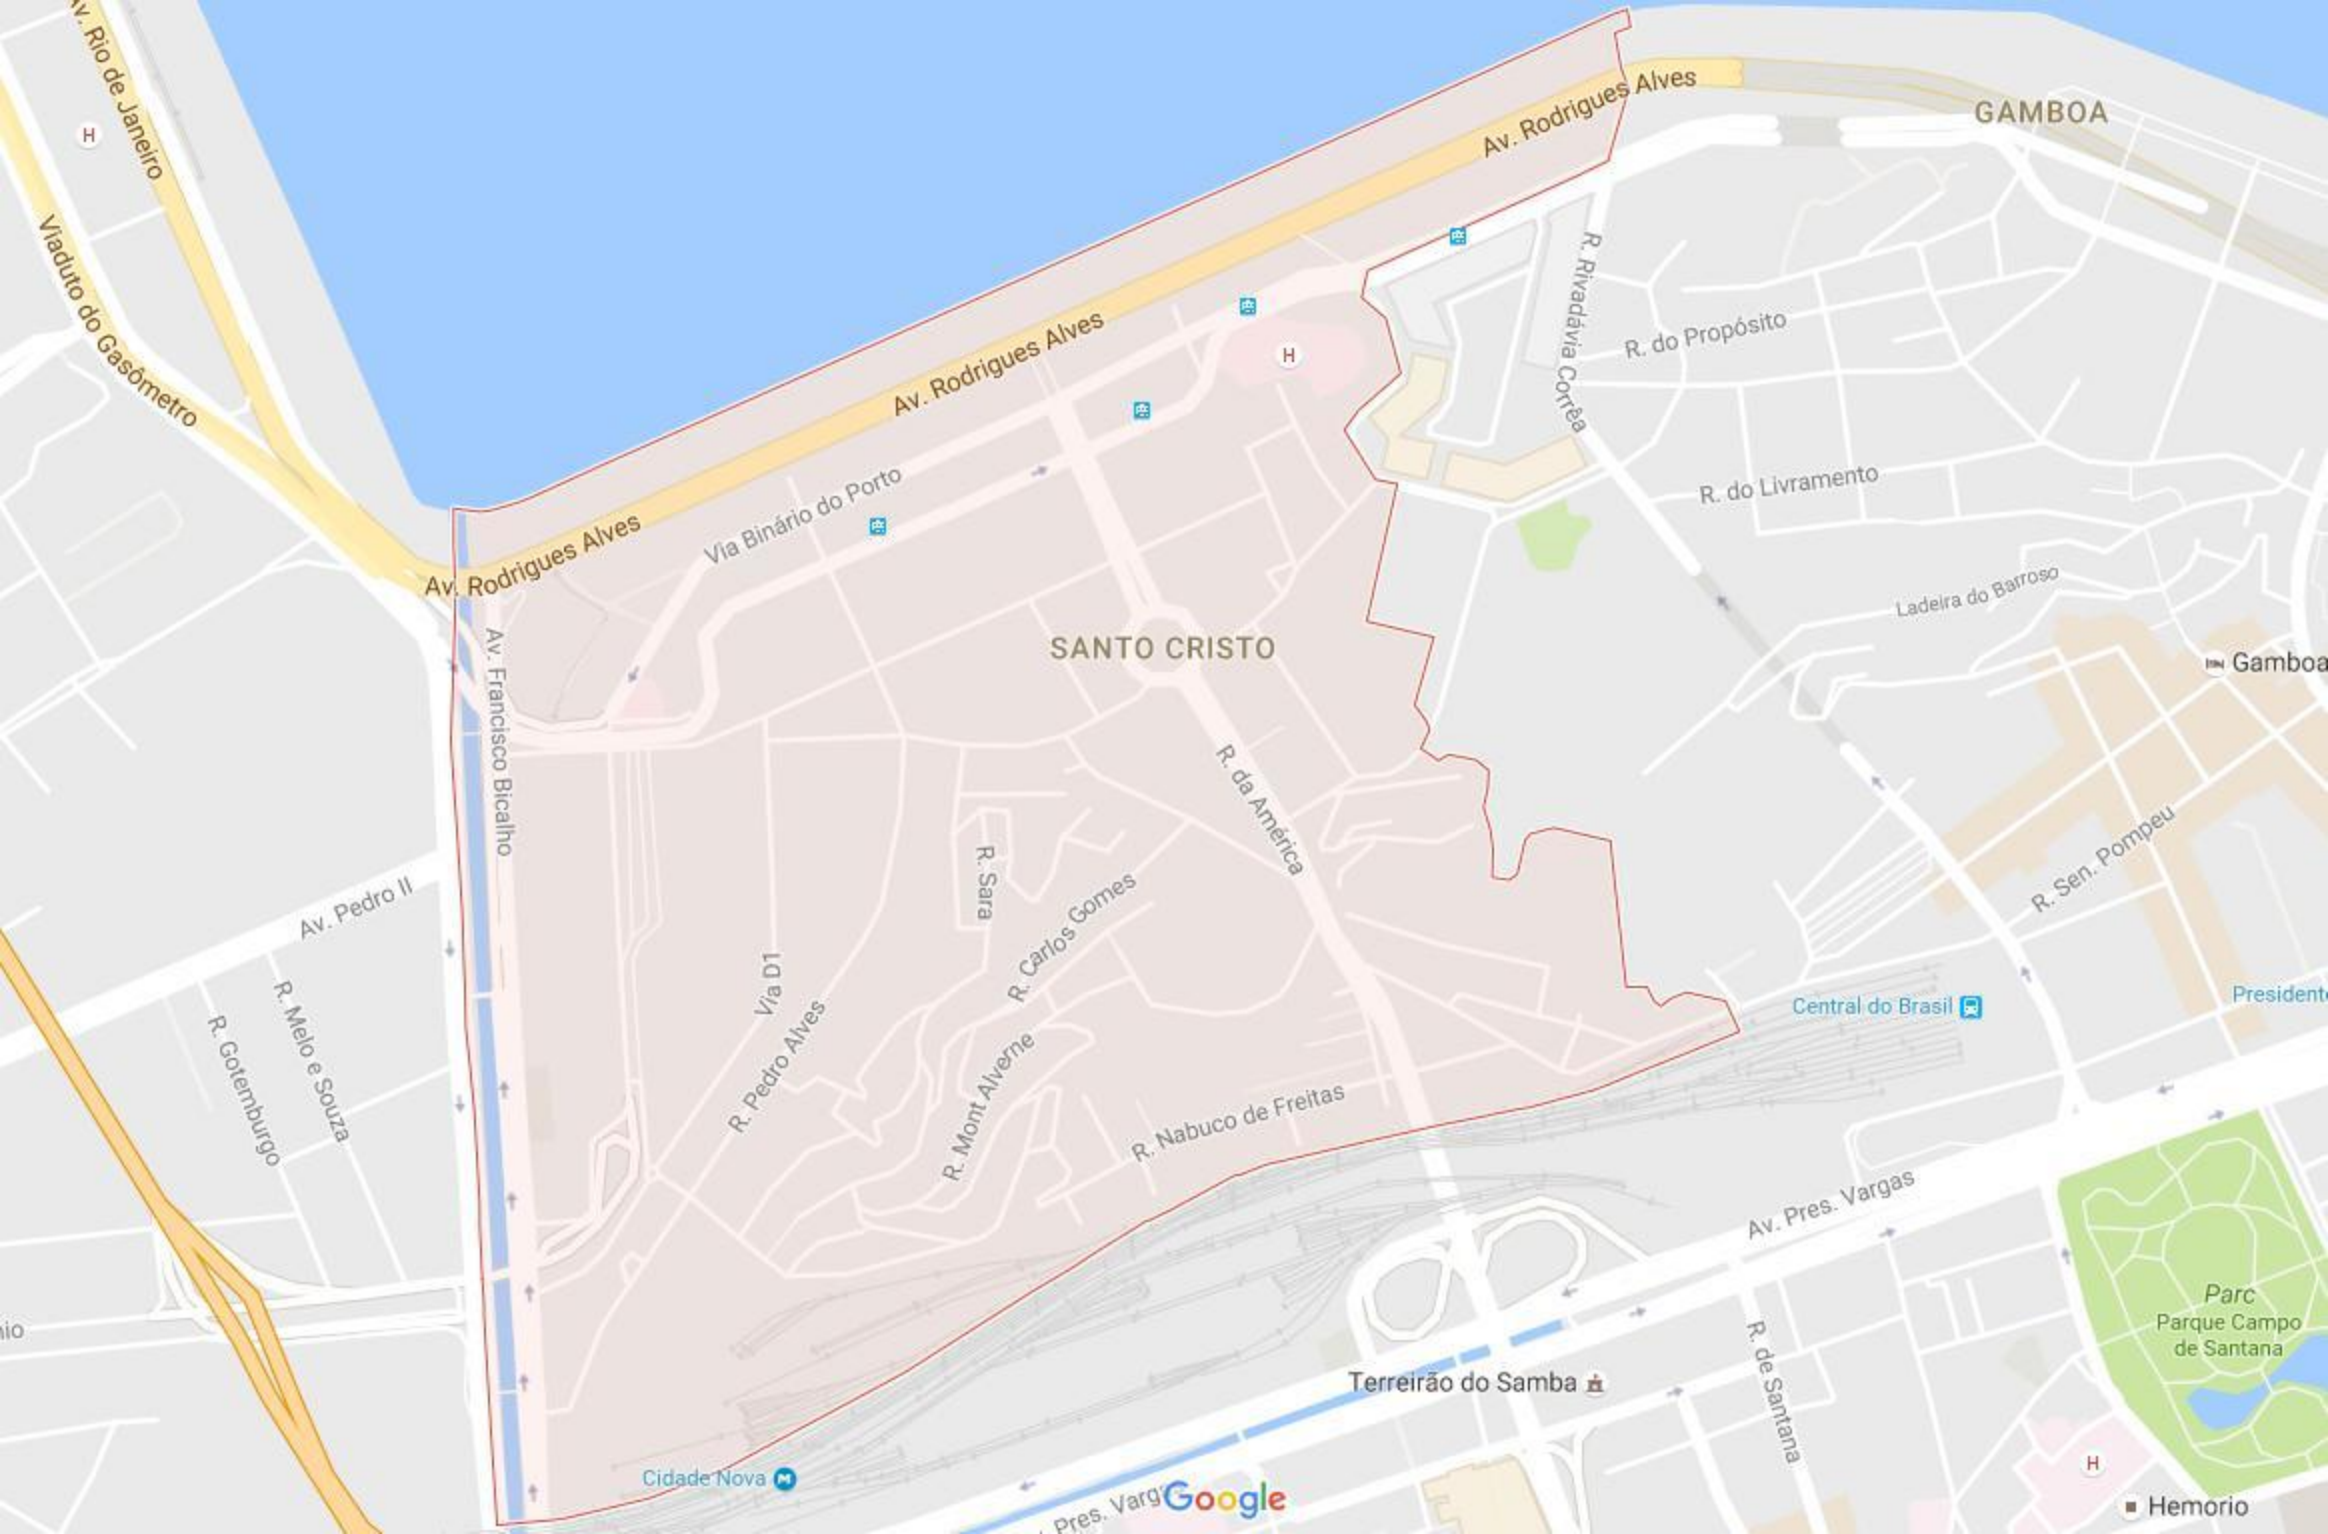 Av. Rio de Janeiro
H
Viaduto do Gasômetro
GAMBOA
Av. Rodrigues Alves
R. Rivadávia Corrêa
R. do Propósito
H
Av. Rodrigues Alves
Via Binário do Porto
R. do Livramento
Av. Rodrigues Alves
Ladeira do Barroso
SANTO CRISTO
Gamboa
Av. Francisco Bicalho
R. da América
R. Sen. Pompeu
Av. Pedro II
R. Sara
R. Carlos Gomes
Via D1
R. Pedro Alves
R. Melo e Souza
R. Gotemburgo
R. Mont Alverne
R. Nabuco de Freitas
Central do Brasil
Presidente
Av. Pres. Vargas
Parc
Parque Campo
de Santana
R. de Santana
Terreirão do Samba
Cidade Nova
M
Pres. Varg
Google
H
Hemorio